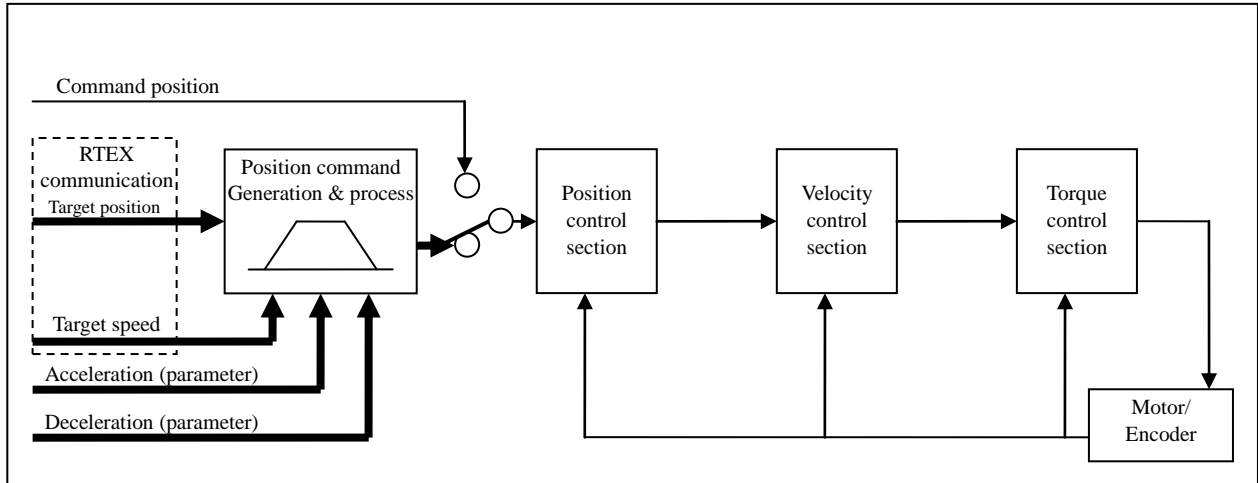 Command position
RTEX
communication
Target position
Target speed
Acceleration (parameter)
Deceleration (parameter)
Position command
Generation & process
Position
control
section
Velocity
control
section
Torque
control
section
Motor/
Encoder